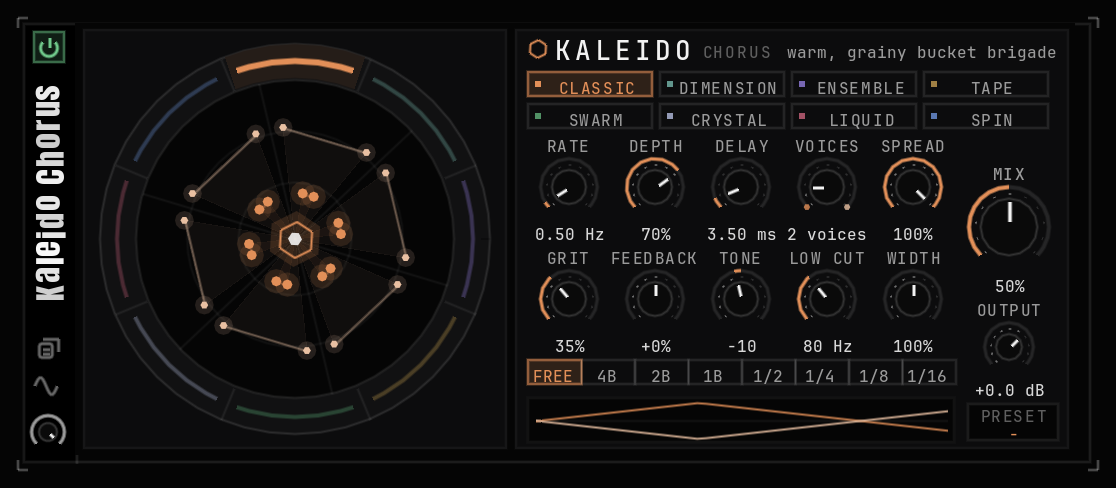 Kaleido Chorus
KALEIDO CHORUS warm, grainy bucket brigade
CLASSIC DIMENSION ENSEMBLE TAPE
SWARM CRYSTAL LIQUID SPIN
RATE DEPTH DELAY VOICES SPREAD
MIX
0.50 Hz 70% 3.50 ms 2 voices 100%
GRIT FEEDBACK TONE LOW CUT WIDTH
50%
OUTPUT
35% +0% -10 80 Hz 100%
FREE 4B 2B 1B 1/2 1/4 1/8 1/16
+0.0 dB
PRESET
-